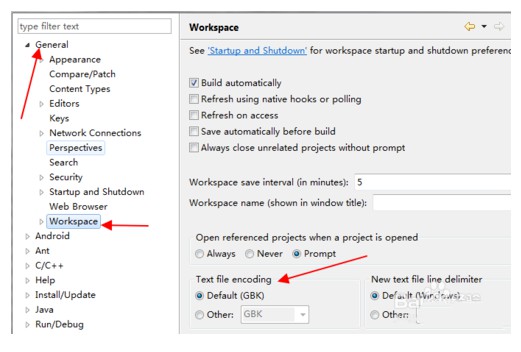 type filter text
General
Appearance
Compare/Patch
Content Types
Editors
Keys
Network Connections
Perspectives
Search
Security
Startup and Shutdown
Web Browser
Workspace
Android
Ant
C/C++
Help
Install/Update
Java
Run/Debug
Workspace
See 'Startup and Shutdown' for workspace startup and shutdown preferenc
Build automatically
Refresh using native hooks or polling
Refresh on access
Save automatically before build
Always close unrelated projects without prompt
Workspace save interval (in minutes): 5
Workspace name (shown in window title):
Open referenced projects when a project is opened
Always Never Prompt
Text file encoding
Default (GBK)
Other: GBK
New text file line delimiter
Default (Windows)
Other: